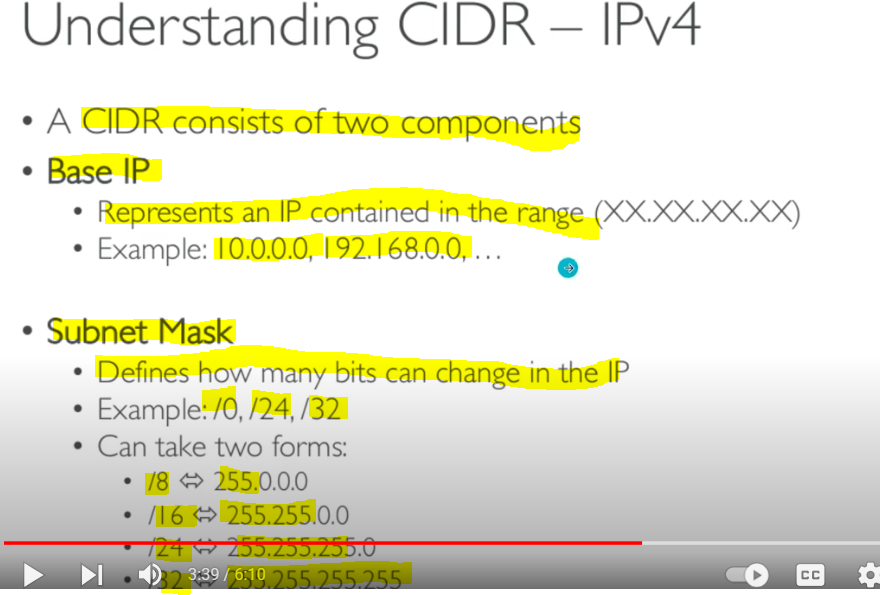 Understanding CIDR – IPv4
• A CIDR consists of two components
• Base IP
• Represents an IP contained in the range (XX.XX.XX.XX)
• Example: 10.0.0.0, 192.168.0.0, …
• Subnet Mask
• Defines how many bits can change in the IP
• Example: /0, /24, /32
• Can take two forms:
• /8 ⇔ 255.0.0.0
• /16 ⇔ 255.255.0.0
• /24 ⇔ 255.255.255.0
• /32 ⇔ 255.255.255.255
3:39 / 6:10
CC